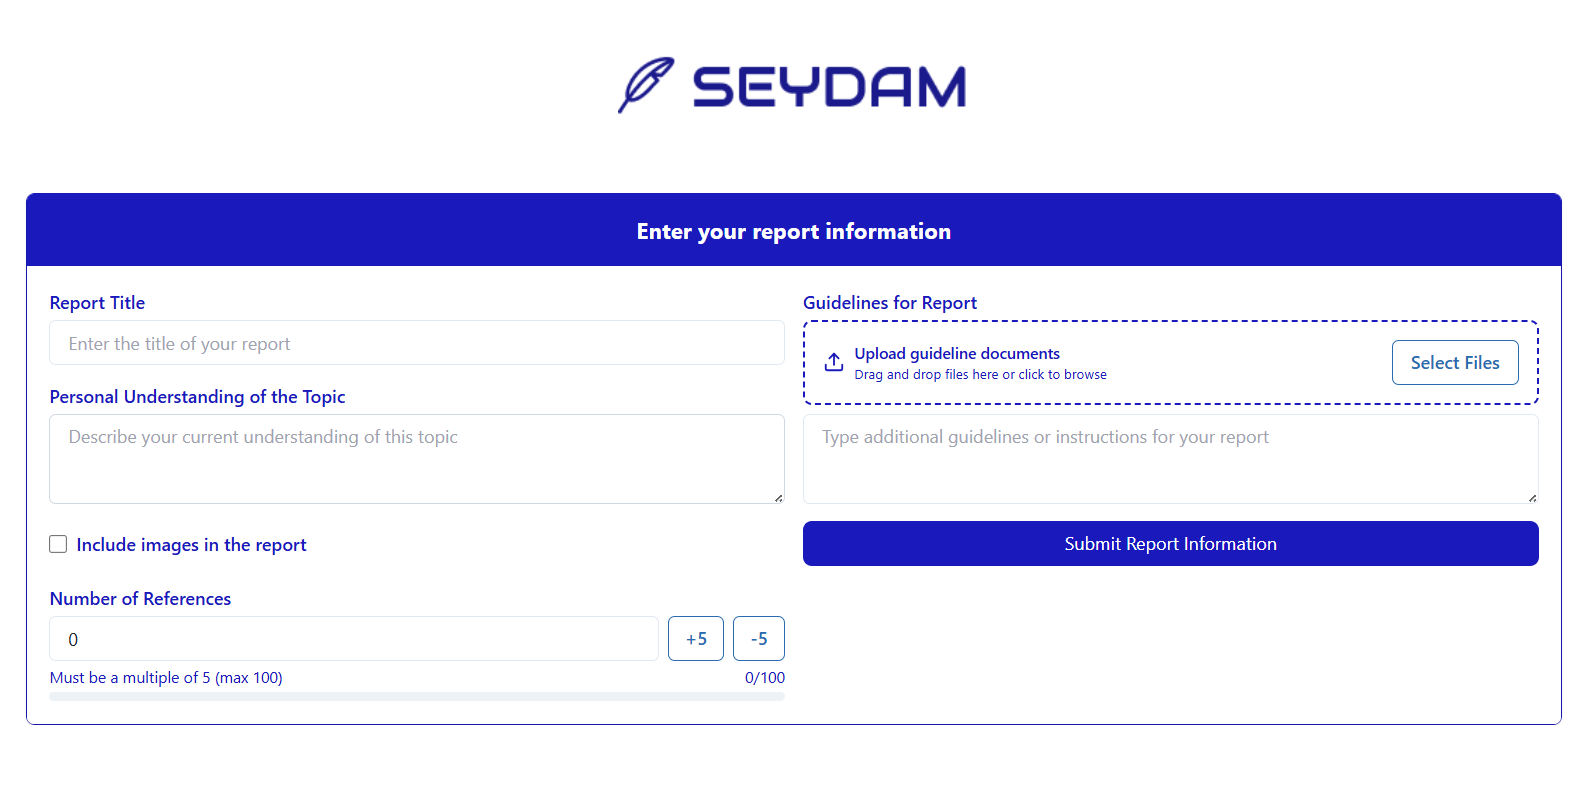 SEYDAM
Enter your report information
Report Title
Enter the title of your report
Personal Understanding of the Topic
Describe your current understanding of this topic
Include images in the report
Number of References
0
+5
-5
Must be a multiple of 5 (max 100)
0/100
Guidelines for Report
Upload guideline documents
Drag and drop files here or click to browse
Select Files
Type additional guidelines or instructions for your report
Submit Report Information